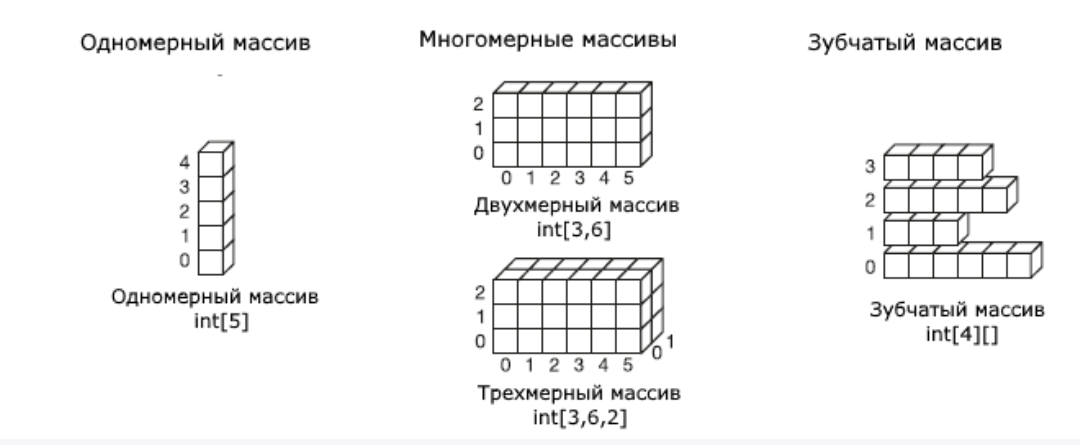 Одномерный массив
4
3
2
1
0
Одномерный массив
int[5]
Многомерные массивы
2
1
0
0 1 2 3 4 5
Двухмерный массив
int[3,6]
2
1
0
0 1 2 3 4 5
0
1
Трехмерный массив
int[3,6,2]
Зубчатый массив
3
2
1
0
Зубчатый массив
int[4][]